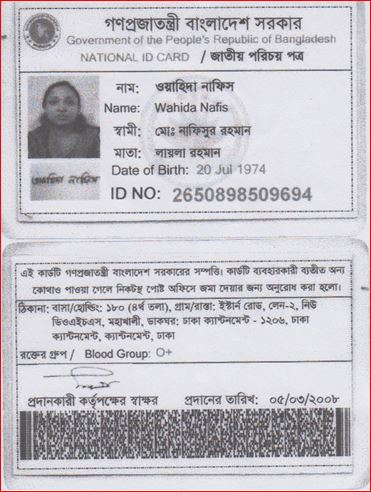 গণপ্রজাতন্ত্রী বাংলাদেশ সরকার
Government of the People's Republic of Bangladesh
NATIONAL ID CARD / জাতীয় পরিচয় পত্র
নাম: ওয়াহিদা নাফিস
Name: Wahida Nafis
স্বামী: মোঃ নাফিসুর রহমান
মাতা: লায়লা রহমান
Date of Birth: 20 Jul 1974
ওয়াহিদা নাফিস
ID NO: 2650898509694
এই কার্ডটি গণপ্রজাতন্ত্রী বাংলাদেশ সরকারের সম্পত্তি। কার্ডটি ব্যবহারকারী ব্যতীত অন্য
কোথাও পাওয়া গেলে নিকটস্থ পোষ্ট অফিসে জমা দেয়ার জন্য অনুরোধ করা হলো।
ঠিকানা: বাসা/হোল্ডিং: ১৮০ (৪র্থ তলা), গ্রাম/রাস্তা: ইস্টার্ন রোড, লেন-২, নিউ
ডিওএইচএস, মহাখালী, ডাকঘর: ঢাকা ক্যান্টনমেন্ট - ১২০৬, ঢাকা
ক্যান্টনমেন্ট, ক্যান্টনমেন্ট, ঢাকা
রক্তের গ্রুপ / Blood Group: O+
প্রদানকারী কর্তৃপক্ষের স্বাক্ষর প্রদানের তারিখ: ০৫/০৩/২০০৮